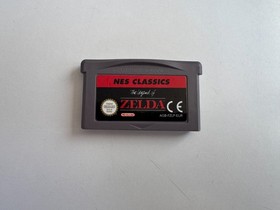 NES CLASSICS
The Legend of
ZELDA CE